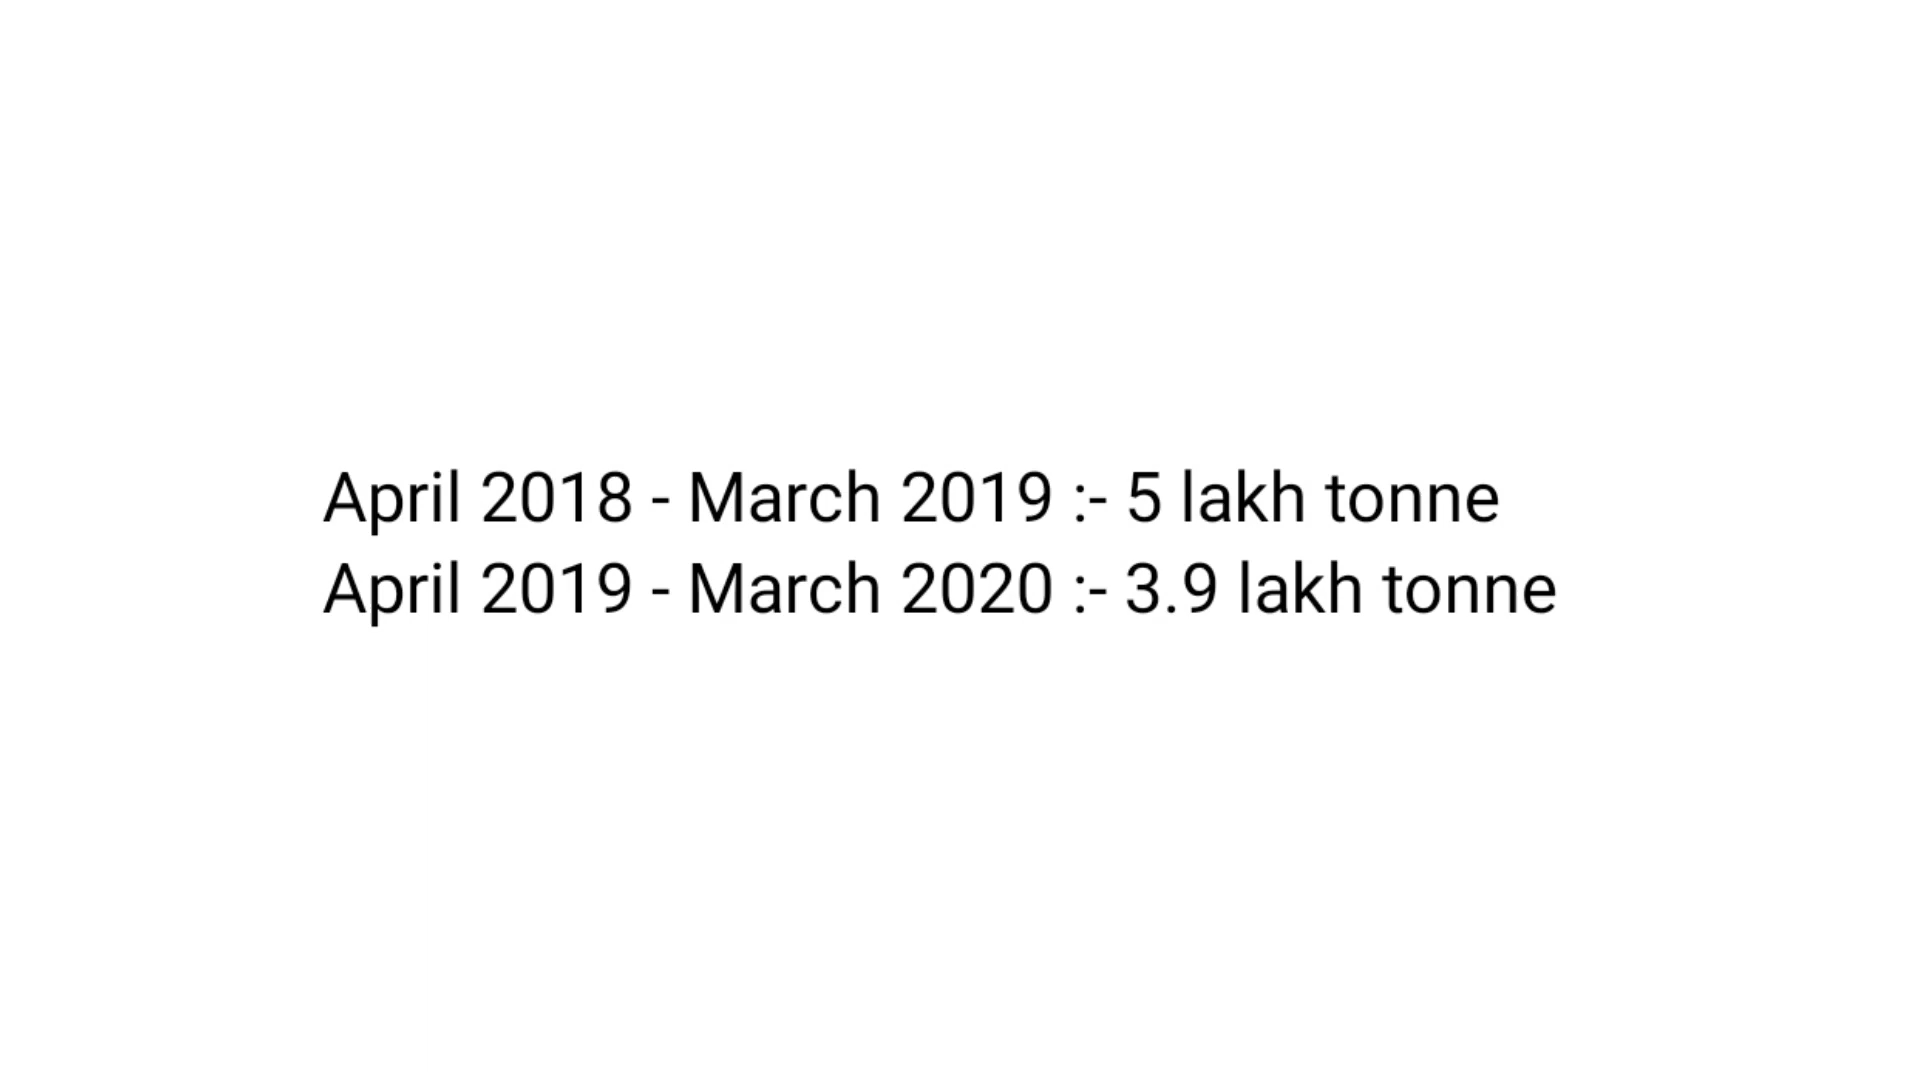 April 2018 - March 2019 :- 5 lakh tonne
April 2019 - March 2020 :- 3.9 lakh tonne